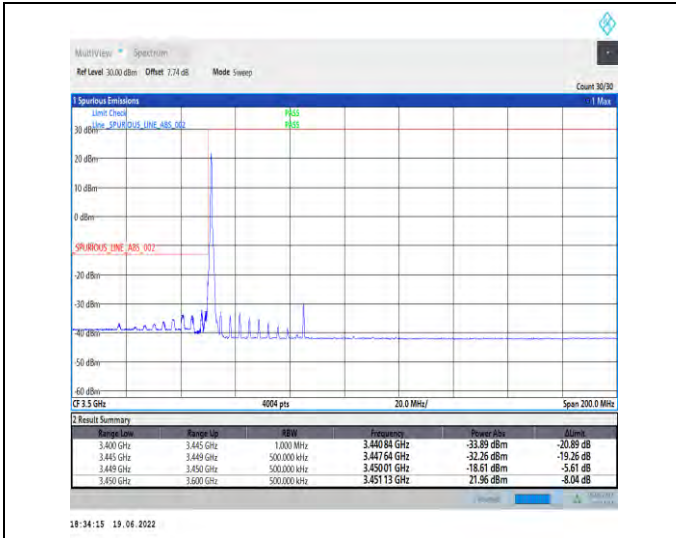 MultiView Spectrum
Ref Level 30.00 dBm Offset 7.74 dB Mode Sweep
Count 30/30
1 Spurious Emissions 1 Max
Limit Check PASS
Line _SPURIOUS_LINE_ABS_002 PASS
30 dBm
20 dBm
10 dBm
0 dBm
_SPURIOUS_LINE_ABS_002
-20 dBm
-30 dBm
-40 dBm
-50 dBm
-60 dBm
CF 3.5 GHz 4004 pts 20.0 MHz/ Span 200.0 MHz
2 Result Summary
Range Low Range Up RBW Frequency Power Abs ΔLimit
3.400 GHz 3.445 GHz 1.000 MHz 3.440 84 GHz -33.89 dBm -20.89 dB
3.445 GHz 3.449 GHz 500.000 kHz 3.447 64 GHz -32.26 dBm -19.26 dB
3.449 GHz 3.450 GHz 500.000 kHz 3.450 01 GHz -18.61 dBm -5.61 dB
3.450 GHz 3.600 GHz 500.000 kHz 3.451 13 GHz 21.96 dBm -8.04 dB
18:34:15 19.06.2022